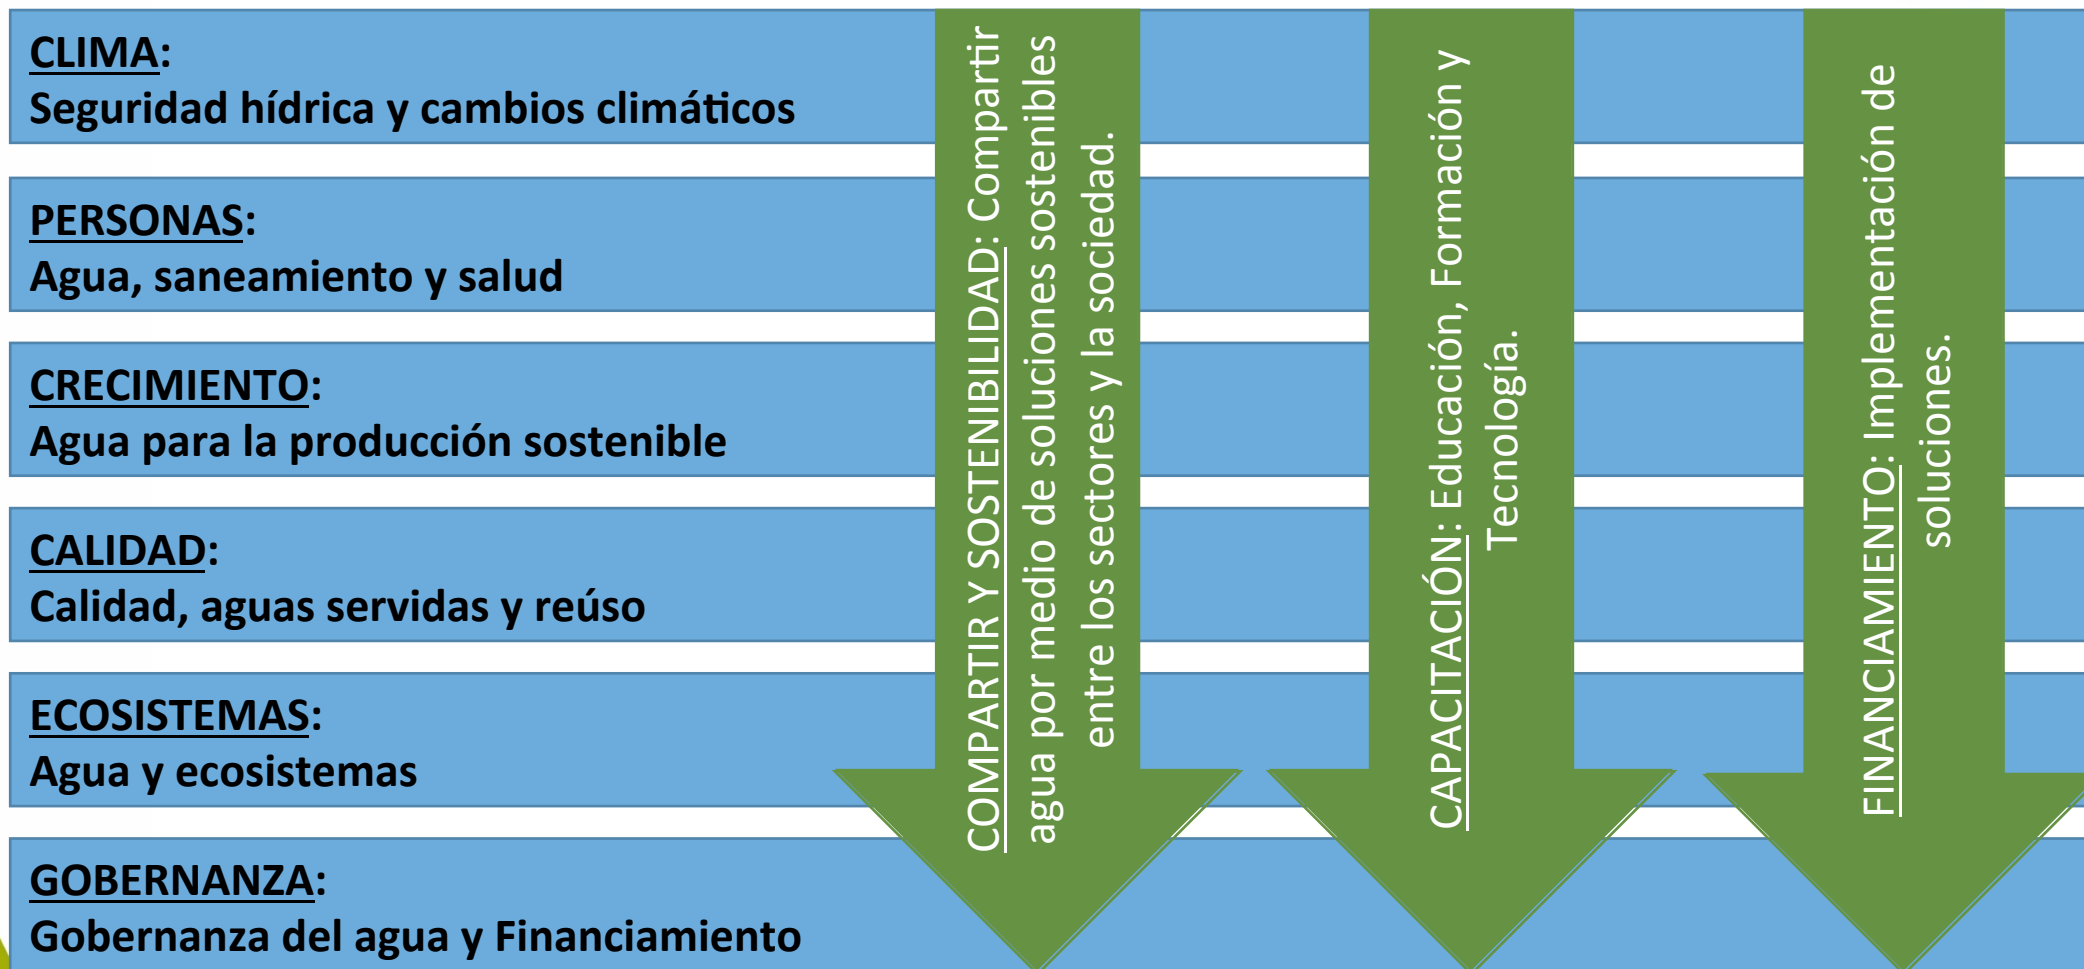 CLIMA:
Seguridad hídrica y cambios climáticos
PERSONAS:
Agua, saneamiento y salud
CRECIMIENTO:
Agua para la producción sostenible
CALIDAD:
Calidad, aguas servidas y reúso
ECOSISTEMAS:
Agua y ecosistemas
GOBERNANZA:
Gobernanza del agua y Financiamiento
COMPARTIR Y SOSTENIBILIDAD: Compartir
agua por medio de soluciones sostenibles
entre los sectores y la sociedad.
CAPACITACIÓN: Educación, Formación y
Tecnología.
FINANCIAMIENTO: Implementación de
soluciones.